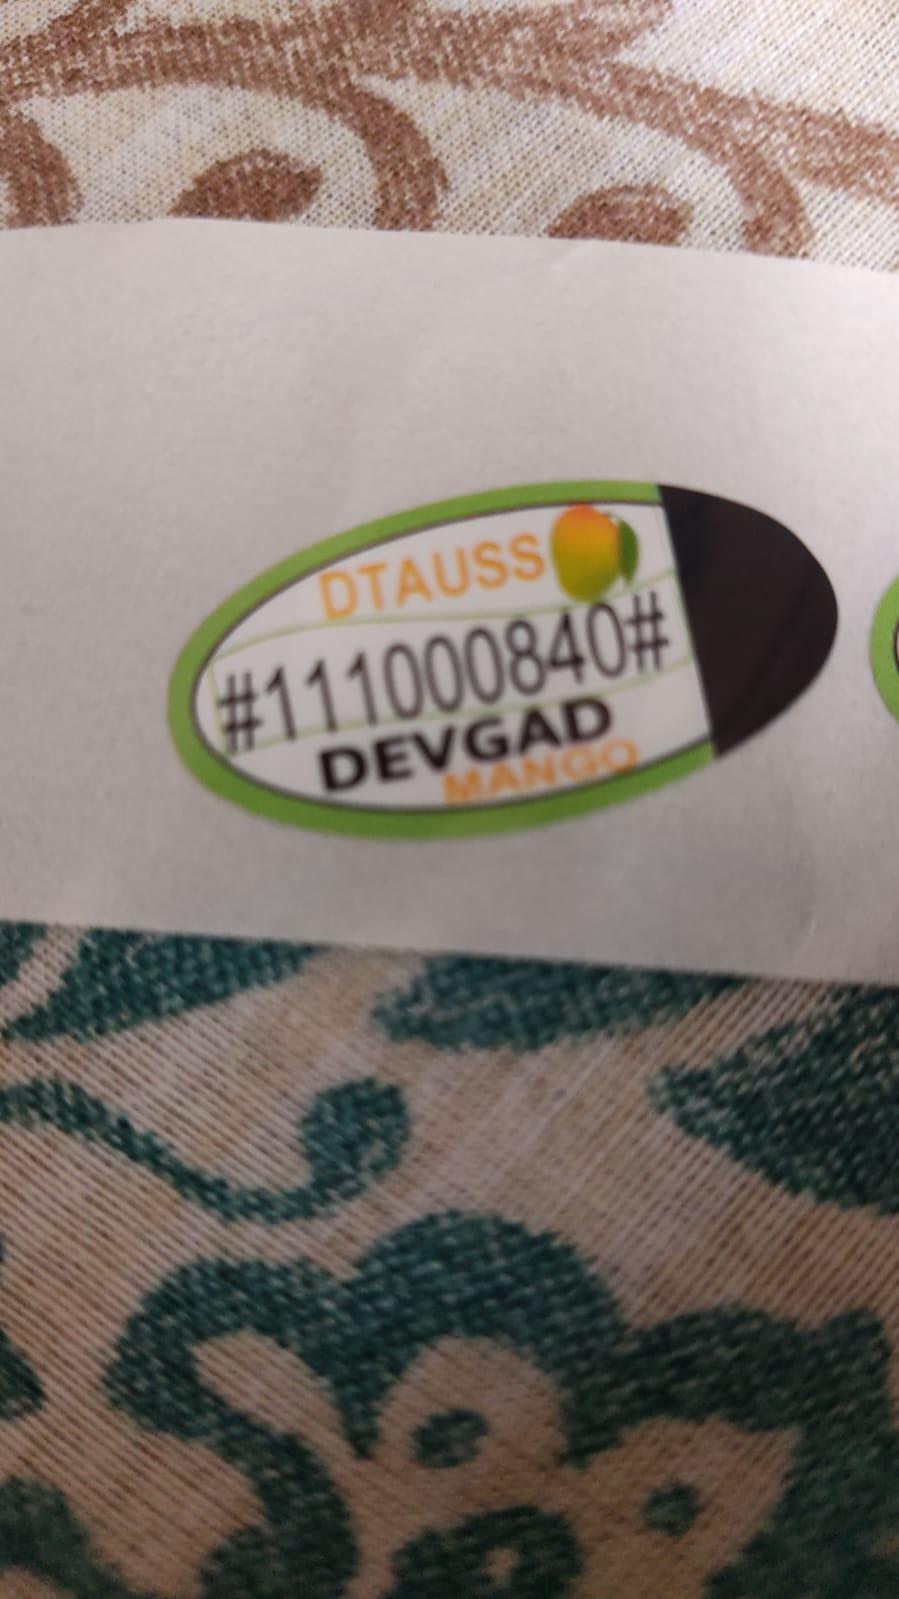 DTAUSS
#111000840#
DEVGAD
MANGO